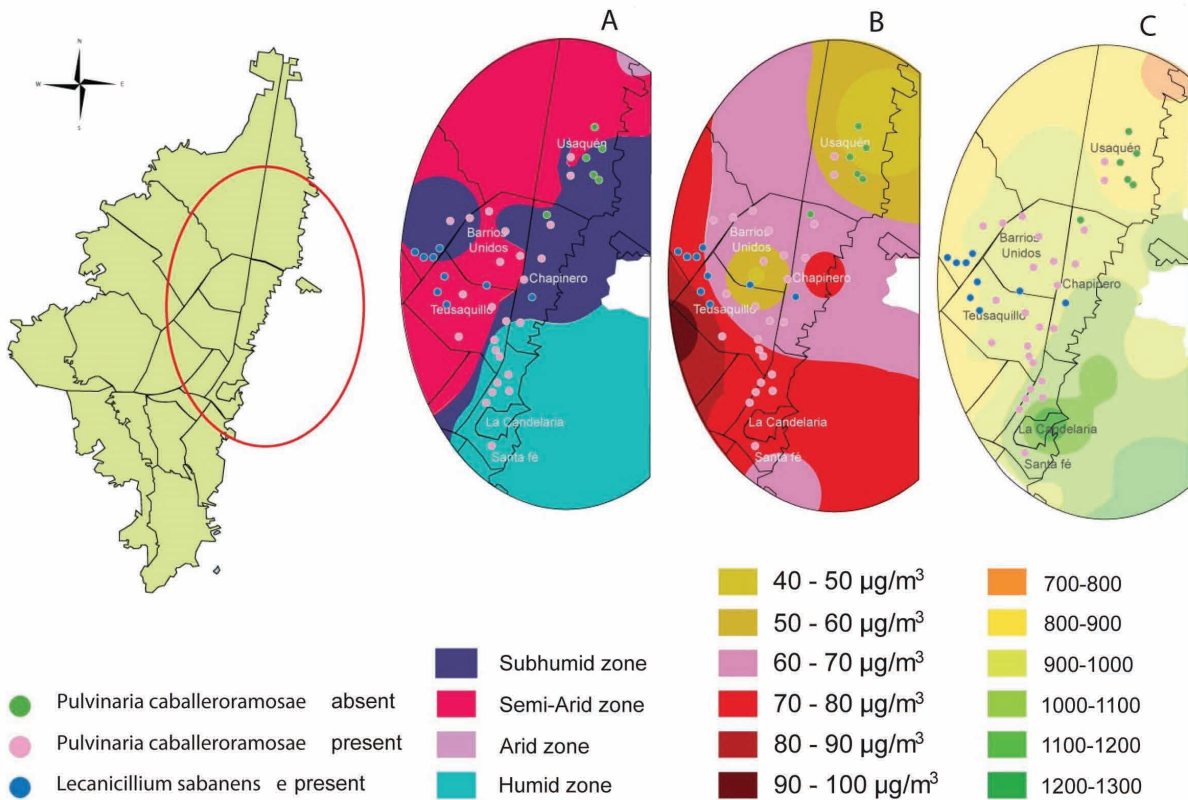 N
W E
S
A
B
C
Usaquén
Barrios
Unidos
Chapinero
Teusaquillo
La Candelaria
Santa fé
Usaquén
Barrios
Unidos
Chapinero
Teusaquillo
La Candelaria
Santa fé
Usaquén
Barrios
Unidos
Chapinero
Teusaquillo
La Candelaria
Santa fé
Pulvinaria caballeroramosae absent
Pulvinaria caballeroramosae present
Lecanicillium sabanens e present
Subhumid zone
Semi-Arid zone
Arid zone
Humid zone
40 - 50 µg/m³
50 - 60 µg/m³
60 - 70 µg/m³
70 - 80 µg/m³
80 - 90 µg/m³
90 - 100 µg/m³
700-800
800-900
900-1000
1000-1100
1100-1200
1200-1300